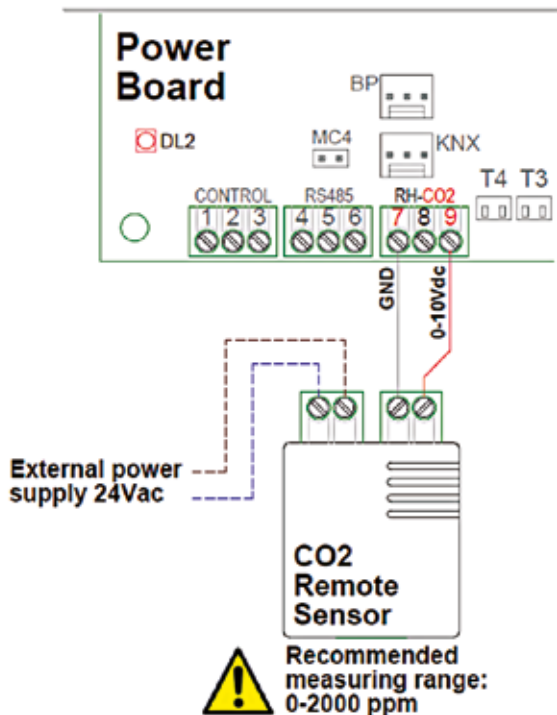 Power
Board
BP
DL2
MC4
KNX
T4 T3
CONTROL RS485 RH-CO2
1 2 3 4 5 6 7 8 9
GND
0-10Vdc
External power
supply 24Vac
CO2
Remote
Sensor
Recommended
measuring range:
0-2000 ppm